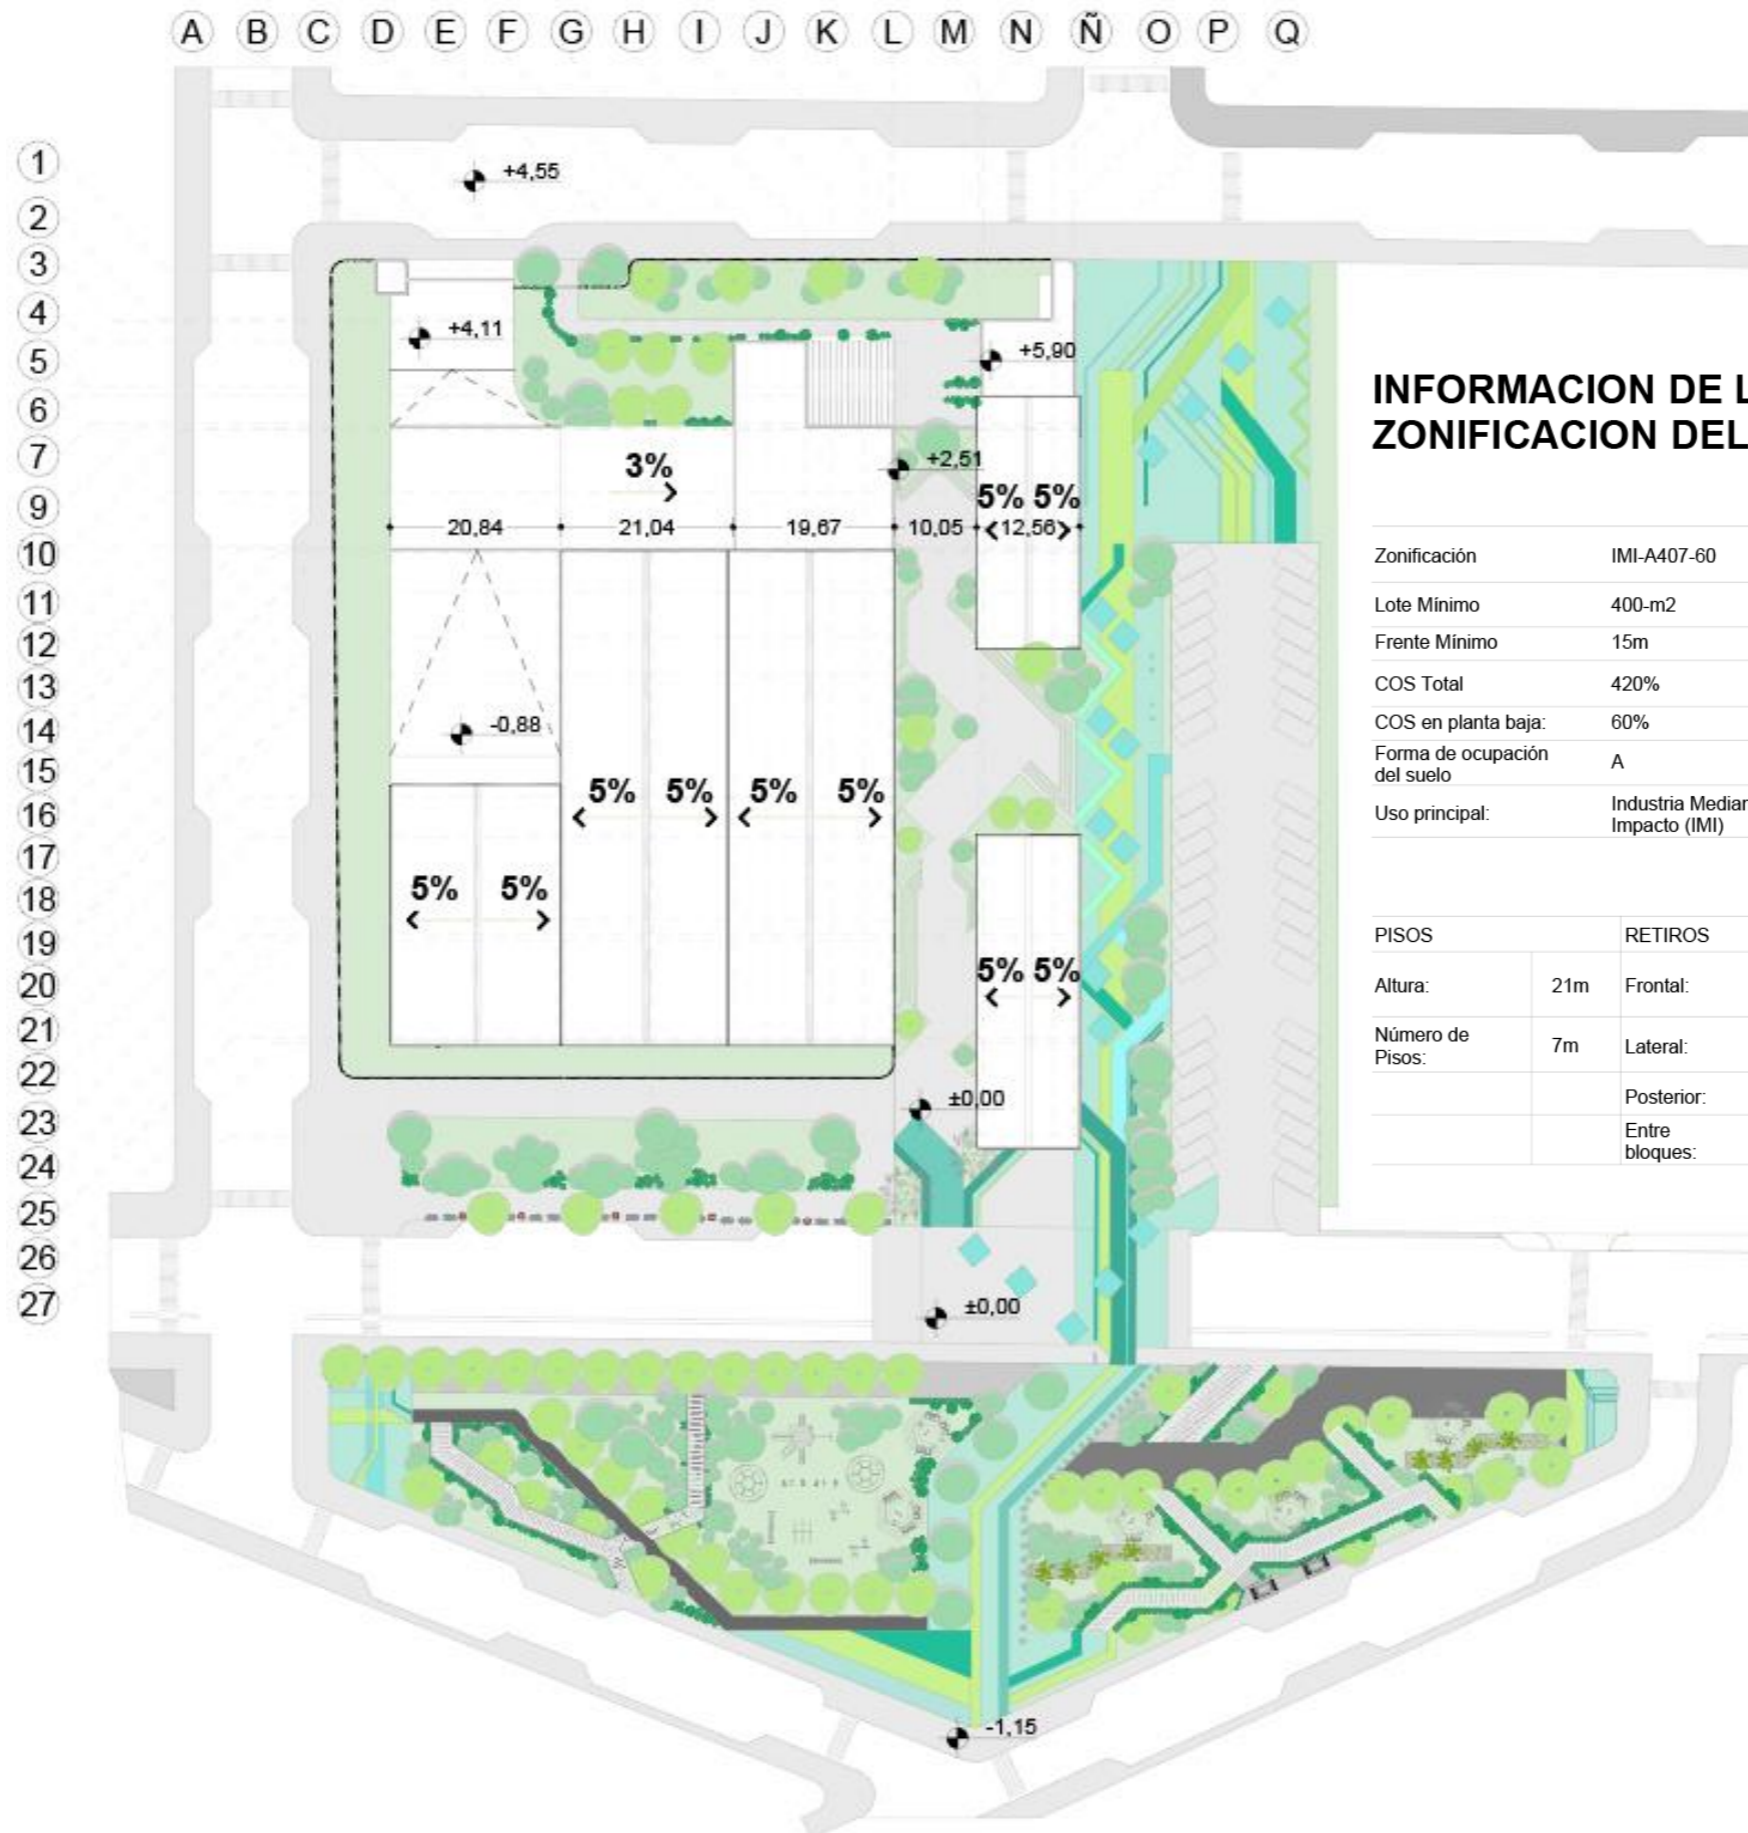 A B C D E F G H I J K L M N Ñ O P Q
1
2
3
4
5
6
7
9
10
11
12
13
14
15
16
17
18
19
20
21
22
23
24
25
26
27
+4,55
+4,11
+5,90
+2,51
3%
5% 5%
20,84 21,04 19,67 10,05 12,56
-0,88
5% 5% 5% 5%
5% 5%
5% 5%
±0,00
±0,00
-1,15
INFORMACION DE L
ZONIFICACION DEL
Zonificación IMI-A407-60
Lote Mínimo 400-m2
Frente Mínimo 15m
COS Total 420%
COS en planta baja: 60%
Forma de ocupación
del suelo A
Uso principal: Industria Median
Impacto (IMI)
PISOS RETIROS
Altura: 21m Frontal:
Número de
Pisos: 7m Lateral:
Posterior:
Entre
bloques: